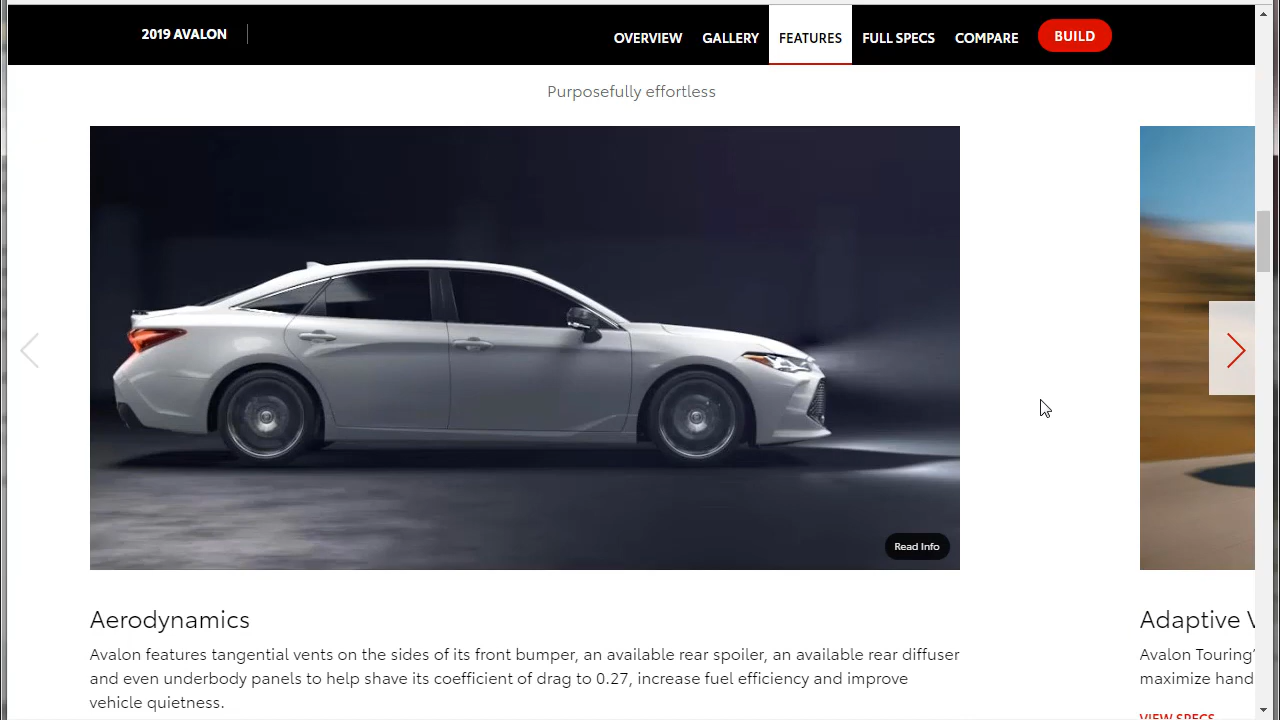 2019 AVALON
OVERVIEW GALLERY FEATURES FULL SPECS COMPARE BUILD
Purposefully effortless
Read Info
Aerodynamics
Avalon features tangential vents on the sides of its front bumper, an available rear spoiler, an available rear diffuser
and even underbody panels to help shave its coefficient of drag to 0.27, increase fuel efficiency and improve
vehicle quietness.
Adaptive V
Avalon Touring'
maximize hand
VIEW SPECS